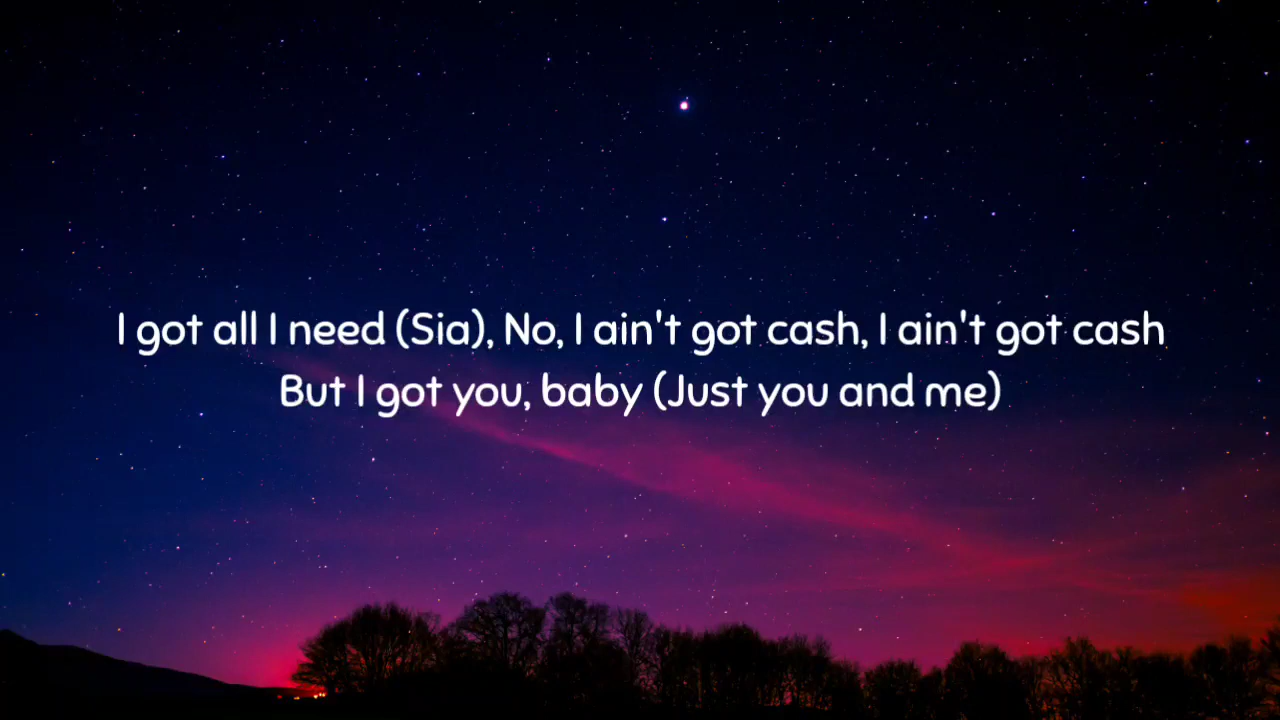 I got all I need (Sia), No, I ain't got cash, I ain't got cash
But I got you, baby (Just you and me)